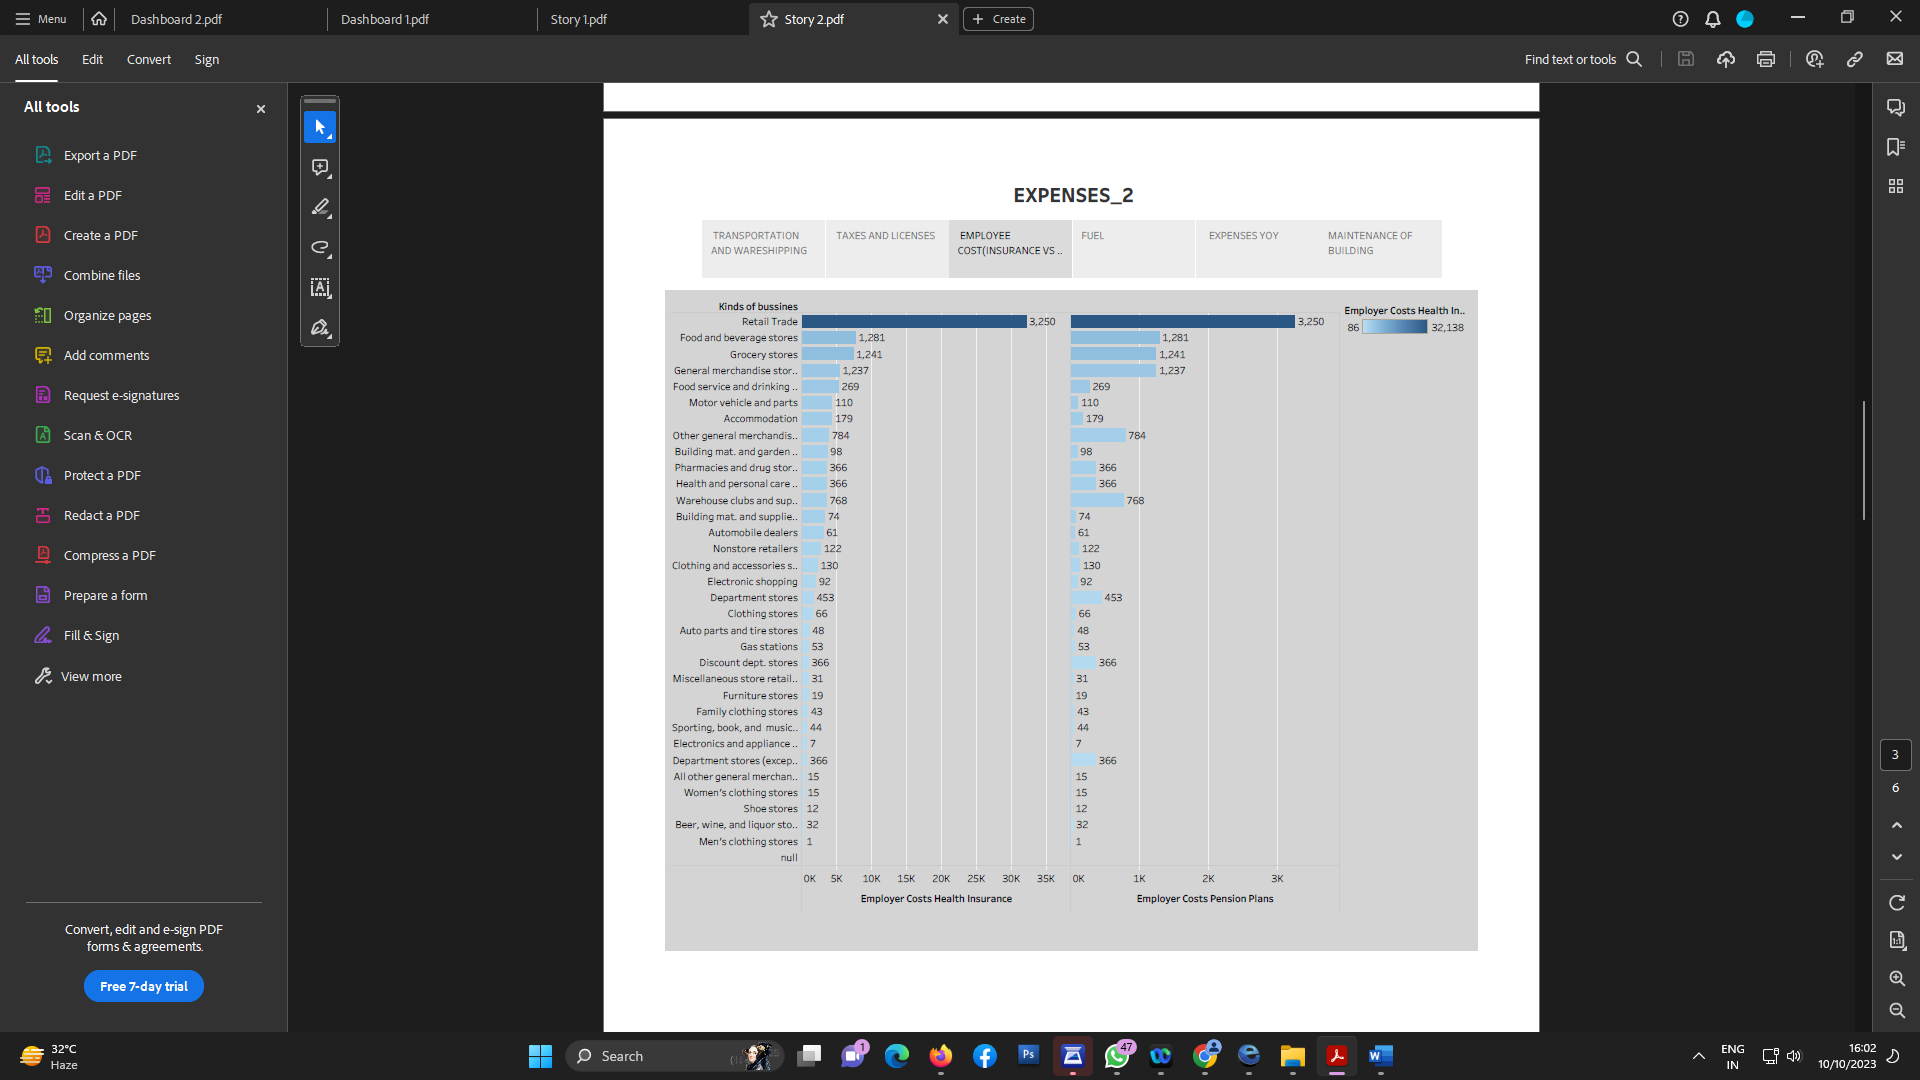 Menu
Dashboard 2.pdf
Dashboard 1.pdf
Story 1.pdf
Story 2.pdf
Create
All tools
Edit
Convert
Sign
Find text or tools
All tools
Export a PDF
Edit a PDF
Create a PDF
Combine files
Organize pages
Add comments
Request e-signatures
Scan & OCR
Protect a PDF
Redact a PDF
Compress a PDF
Prepare a form
Fill & Sign
View more
Convert, edit and e-sign PDF
forms & agreements.
Free 7-day trial
EXPENSES_2
TRANSPORTATION
AND WARESHIPPING
TAXES AND LICENSES
EMPLOYEE
COST(INSURANCE VS ..
FUEL
EXPENSES YOY
MAINTENANCE OF
BUILDING
Kinds of bussines
Retail Trade 3,250 3,250
Food and beverage stores 1,281 1,281
Grocery stores 1,241 1,241
General merchandise stor.. 1,237 1,237
Food service and drinking .. 269 269
Motor vehicle and parts 110 110
Accommodation 179 179
Other general merchandis.. 784 784
Building mat. and garden .. 98 98
Pharmacies and drug stor.. 366 366
Health and personal care .. 366 366
Warehouse clubs and sup.. 768 768
Building mat. and supplie.. 74 74
Automobile dealers 61 61
Nonstore retailers 122 122
Clothing and accessories s.. 130 130
Electronic shopping 92 92
Department stores 453 453
Clothing stores 66 66
Auto parts and tire stores 48 48
Gas stations 53 53
Discount dept. stores 366 366
Miscellaneous store retail.. 31 31
Furniture stores 19 19
Family clothing stores 43 43
Sporting, book, and music.. 44 44
Electronics and appliance .. 7 7
Department stores (excep.. 366 366
All other general merchan.. 15 15
Women's clothing stores 15 15
Shoe stores 12 12
Beer, wine, and liquor sto.. 32 32
Men's clothing stores 1 1
null
0K 5K 10K 15K 20K 25K 30K 35K 0K 1K 2K 3K
Employer Costs Health Insurance
Employer Costs Pension Plans
Employer Costs Health In..
86 32,138
3
6
32°C
Haze
Search
1
Ps
47
ENG
IN
16:02
10/10/2023